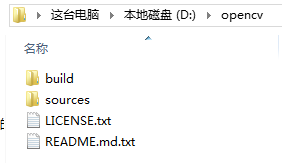 这台电脑 本地磁盘 (D:) opencv
名称
build
sources
LICENSE.txt
README.md.txt